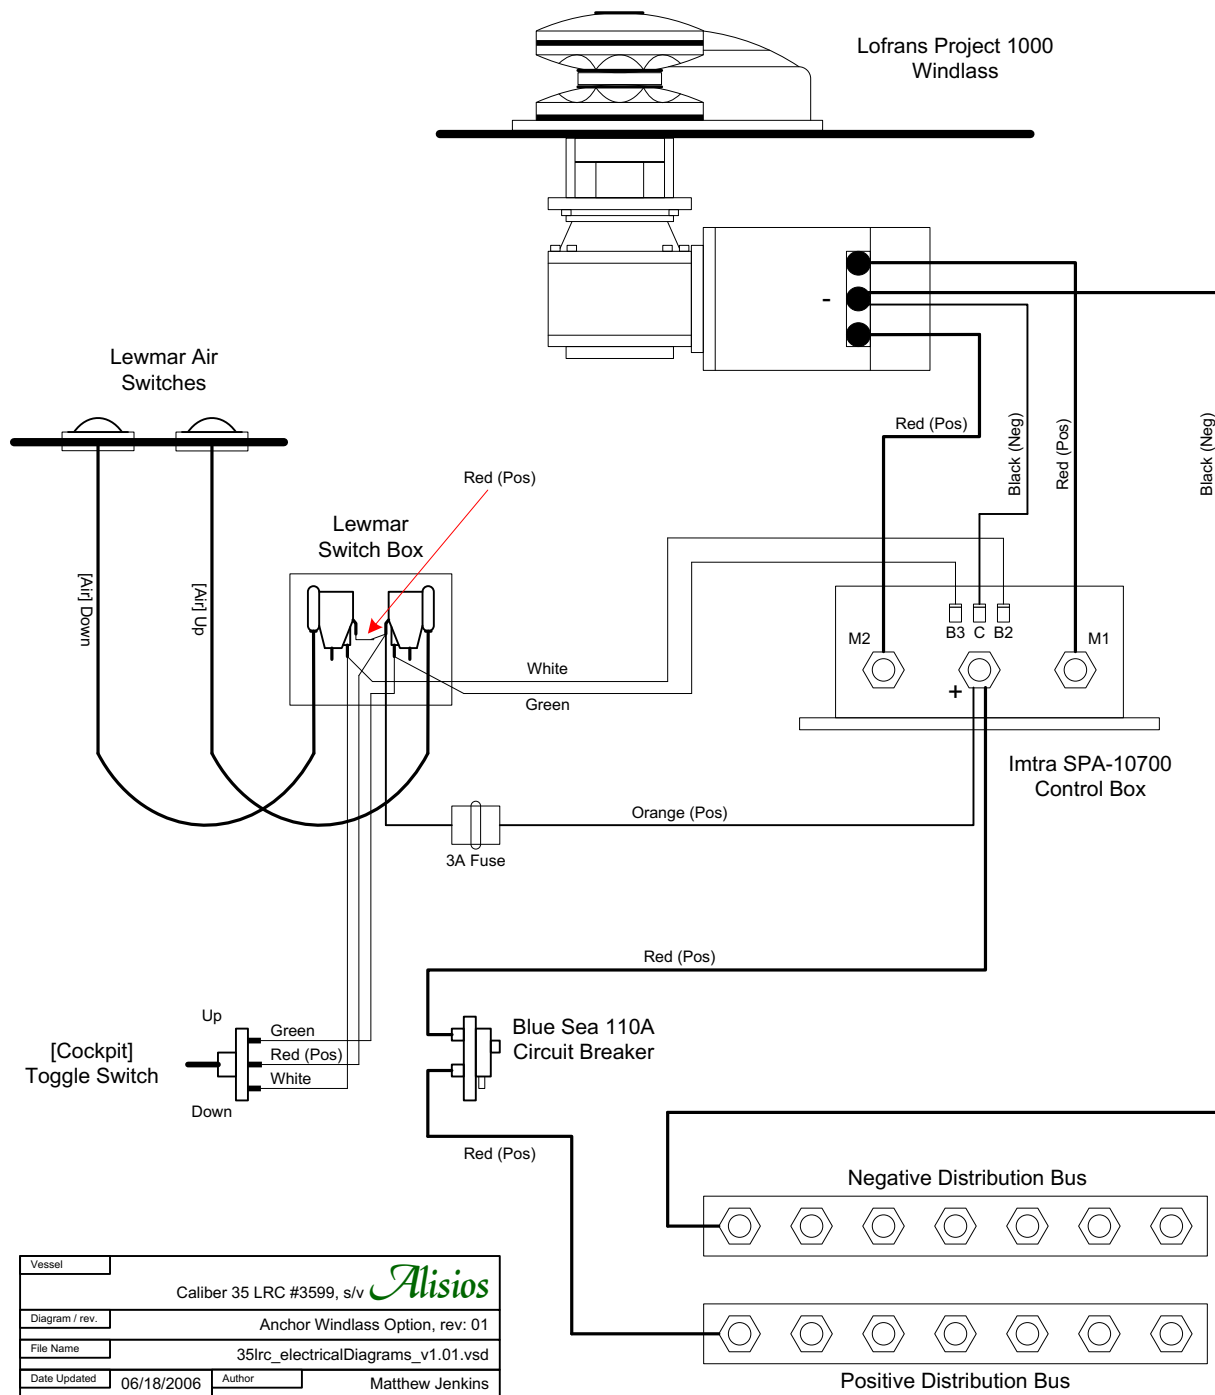 Lofrans Project 1000
Windlass
-
Lewmar Air
Switches
Red (Pos)
Black (Neg)
Red (Pos)
Black (Neg)
Red (Pos)
Lewmar
Switch Box
[Air] Down
[Air] Up
B3 C B2
M2
M1
White
Green
+
Imtra SPA-10700
Control Box
Orange (Pos)
3A Fuse
Red (Pos)
Blue Sea 110A
Circuit Breaker
Up
Green
[Cockpit]
Toggle Switch
Red (Pos)
White
Down
Red (Pos)
Negative Distribution Bus
Positive Distribution Bus
Vessel
Caliber 35 LRC #3599, s/v Alisios
Diagram / rev.
Anchor Windlass Option, rev: 01
File Name
35lrc_electricalDiagrams_v1.01.vsd
Date Updated 06/18/2006 Author Matthew Jenkins